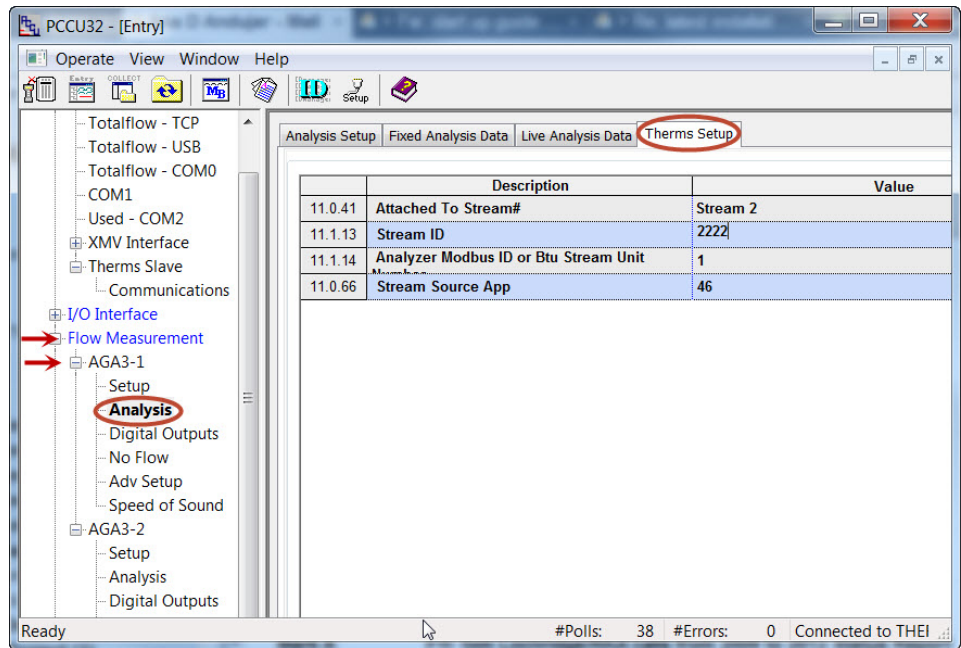 PCCU32 - [Entry]
Operate View Window Help
Entry COLLECT MB ID Setup
Totalflow - TCP
Totalflow - USB
Totalflow - COM0
COM1
Used - COM2
XMV Interface
Therms Slave
Communications
I/O Interface
Flow Measurement
AGA3-1
Setup
Analysis
Digital Outputs
No Flow
Adv Setup
Speed of Sound
AGA3-2
Setup
Analysis
Digital Outputs
Analysis Setup Fixed Analysis Data Live Analysis Data Therms Setup
Description Value
11.0.41 Attached To Stream# Stream 2
11.1.13 Stream ID 2222
11.1.14 Analyzer Modbus ID or Btu Stream Unit 1
11.0.66 Stream Source App 46
Ready #Polls: 38 #Errors: 0 Connected to THEI